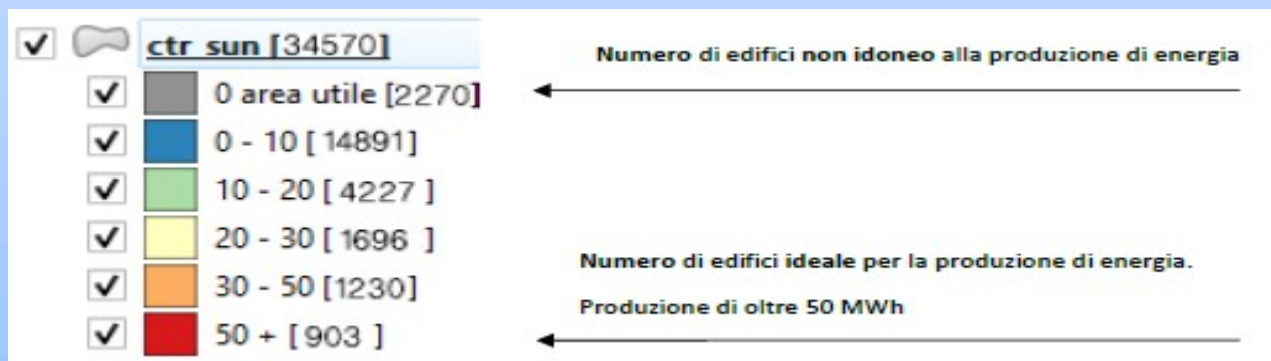 ctr_sun [34570]
Numero di edifici non idoneo alla produzione di energia
0 area utile [2270]
0 - 10 [ 14891]
10 - 20 [ 4227 ]
20 - 30 [ 1696 ]
Numero di edifici ideale per la produzione di energia.
30 - 50 [1230]
Produzione di oltre 50 MWh
50 + [ 903 ]